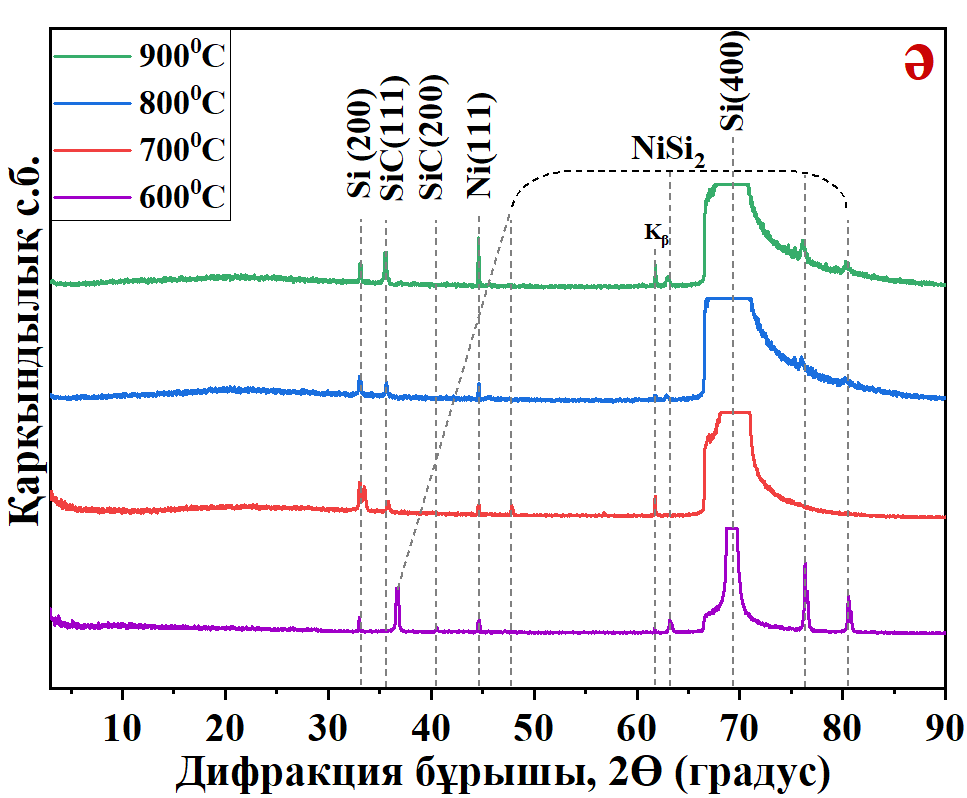 900⁰C
800⁰C
700⁰C
600⁰C
ә
Si (200)
SiC(111)
SiC(200)
Ni(111)
NiSi₂
Si(400)
Kᵦ
Қарқындылық с.б.
10 20 30 40 50 60 70 80 90
Дифракция бұрышы, 2Ө (градус)